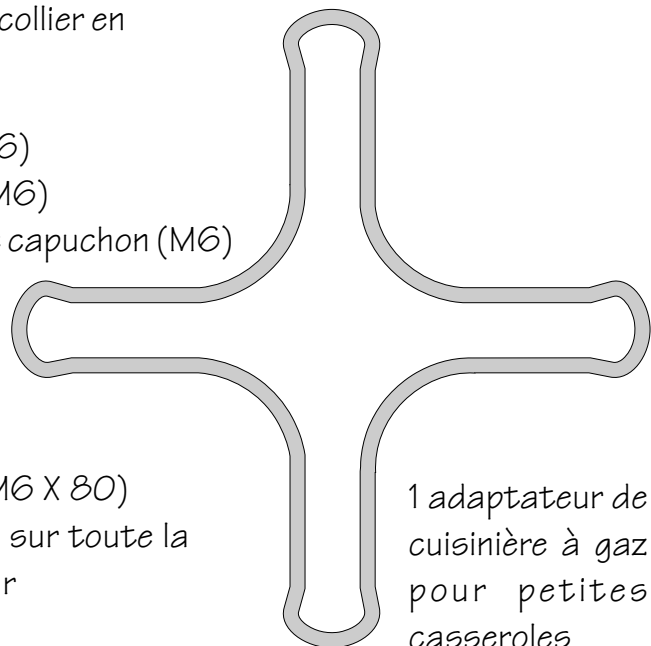 collier en
6)
M6)
capuchon (M6)
M6 X 80)
sur toute la
r
1 adaptateur de
cuisinière à gaz
pour petites
casseroles